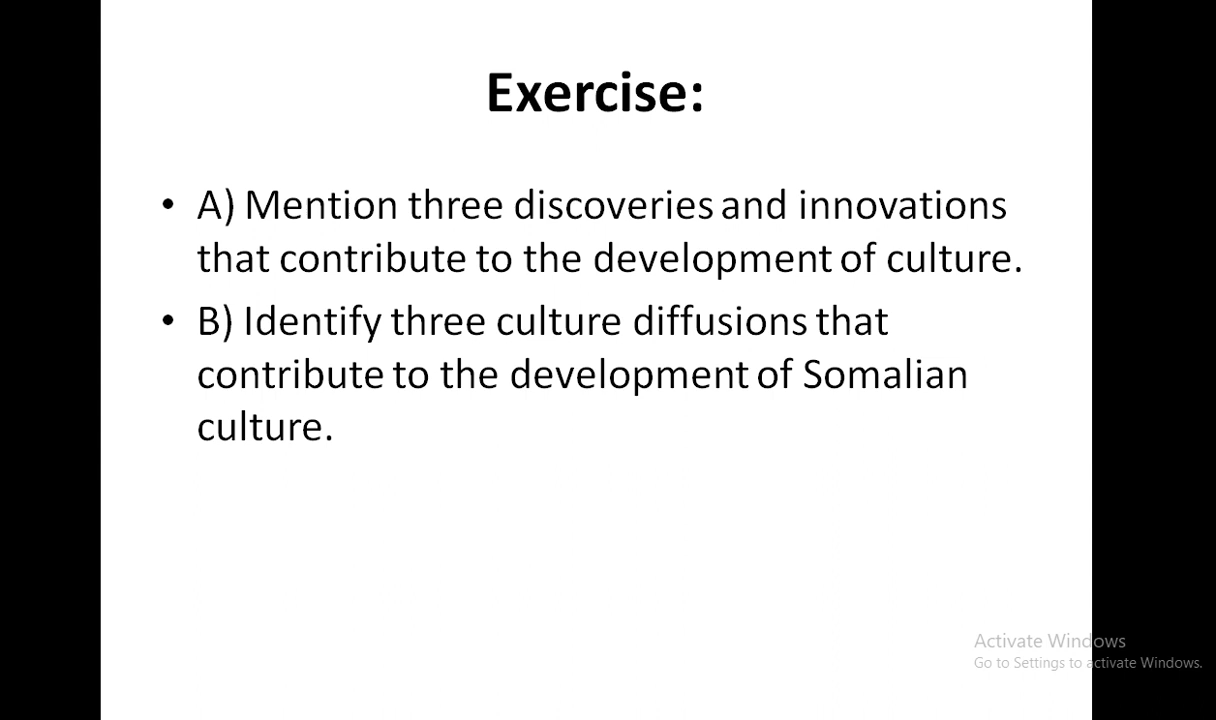 Exercise:
• A) Mention three discoveries and innovations
that contribute to the development of culture.
• B) Identify three culture diffusions that
contribute to the development of Somalian
culture.
Activate Windows
Go to Settings to activate Windows.